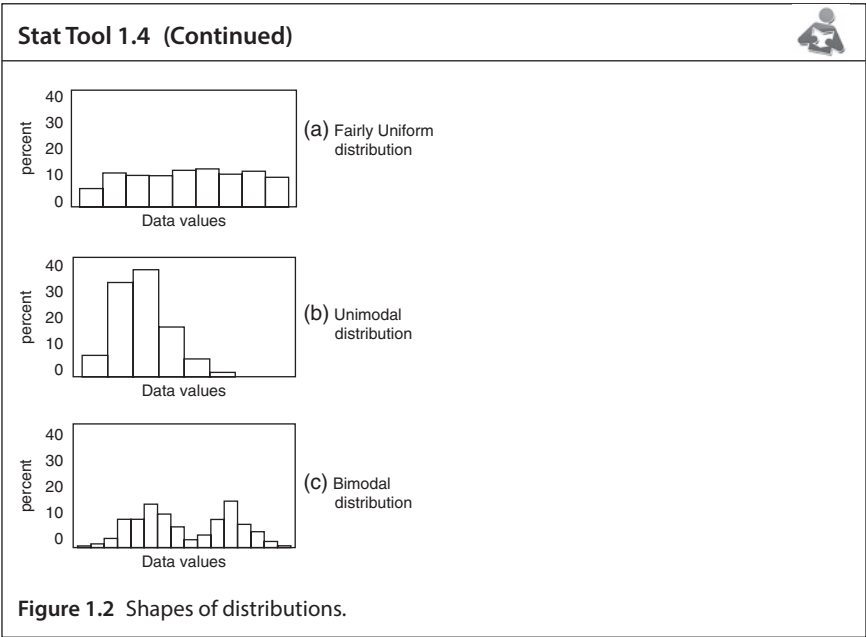 Stat Tool 1.4 (Continued)
40
30
20
10
0
percent
Data values
(a) Fairly Uniform
distribution
40
30
20
10
0
percent
Data values
(b) Unimodal
distribution
40
30
20
10
0
percent
Data values
(c) Bimodal
distribution
Figure 1.2 Shapes of distributions.